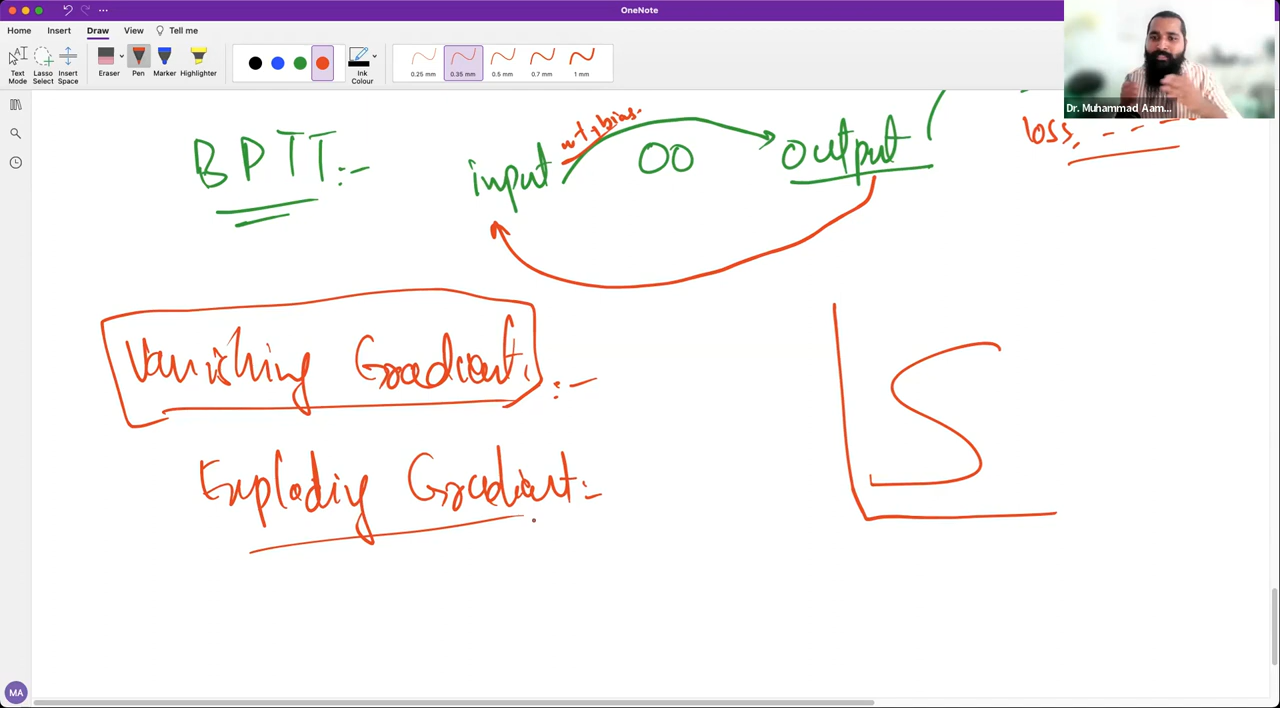 OneNote
Home Insert Draw View Tell me
Text Mode Lasso Select Insert Space Eraser Pen Marker Highlighter Ink Colour 0.25 mm 0.35 mm 0.5 mm 0.7 mm 1 mm
Dr. Muhammad Aam...
BPTT:- input wt, bias. OO output loss, - - -
Vanishing Gradient. :-
Exploding Gradient:-
S
MA